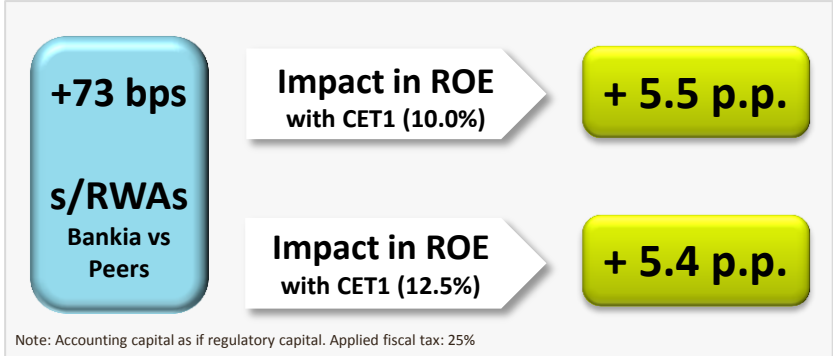 +73 bps
s/RWAs
Bankia vs
Peers
Impact in ROE
with CET1 (10.0%)
+ 5.5 p.p.
Impact in ROE
with CET1 (12.5%)
+ 5.4 p.p.
Note: Accounting capital as if regulatory capital. Applied fiscal tax: 25%